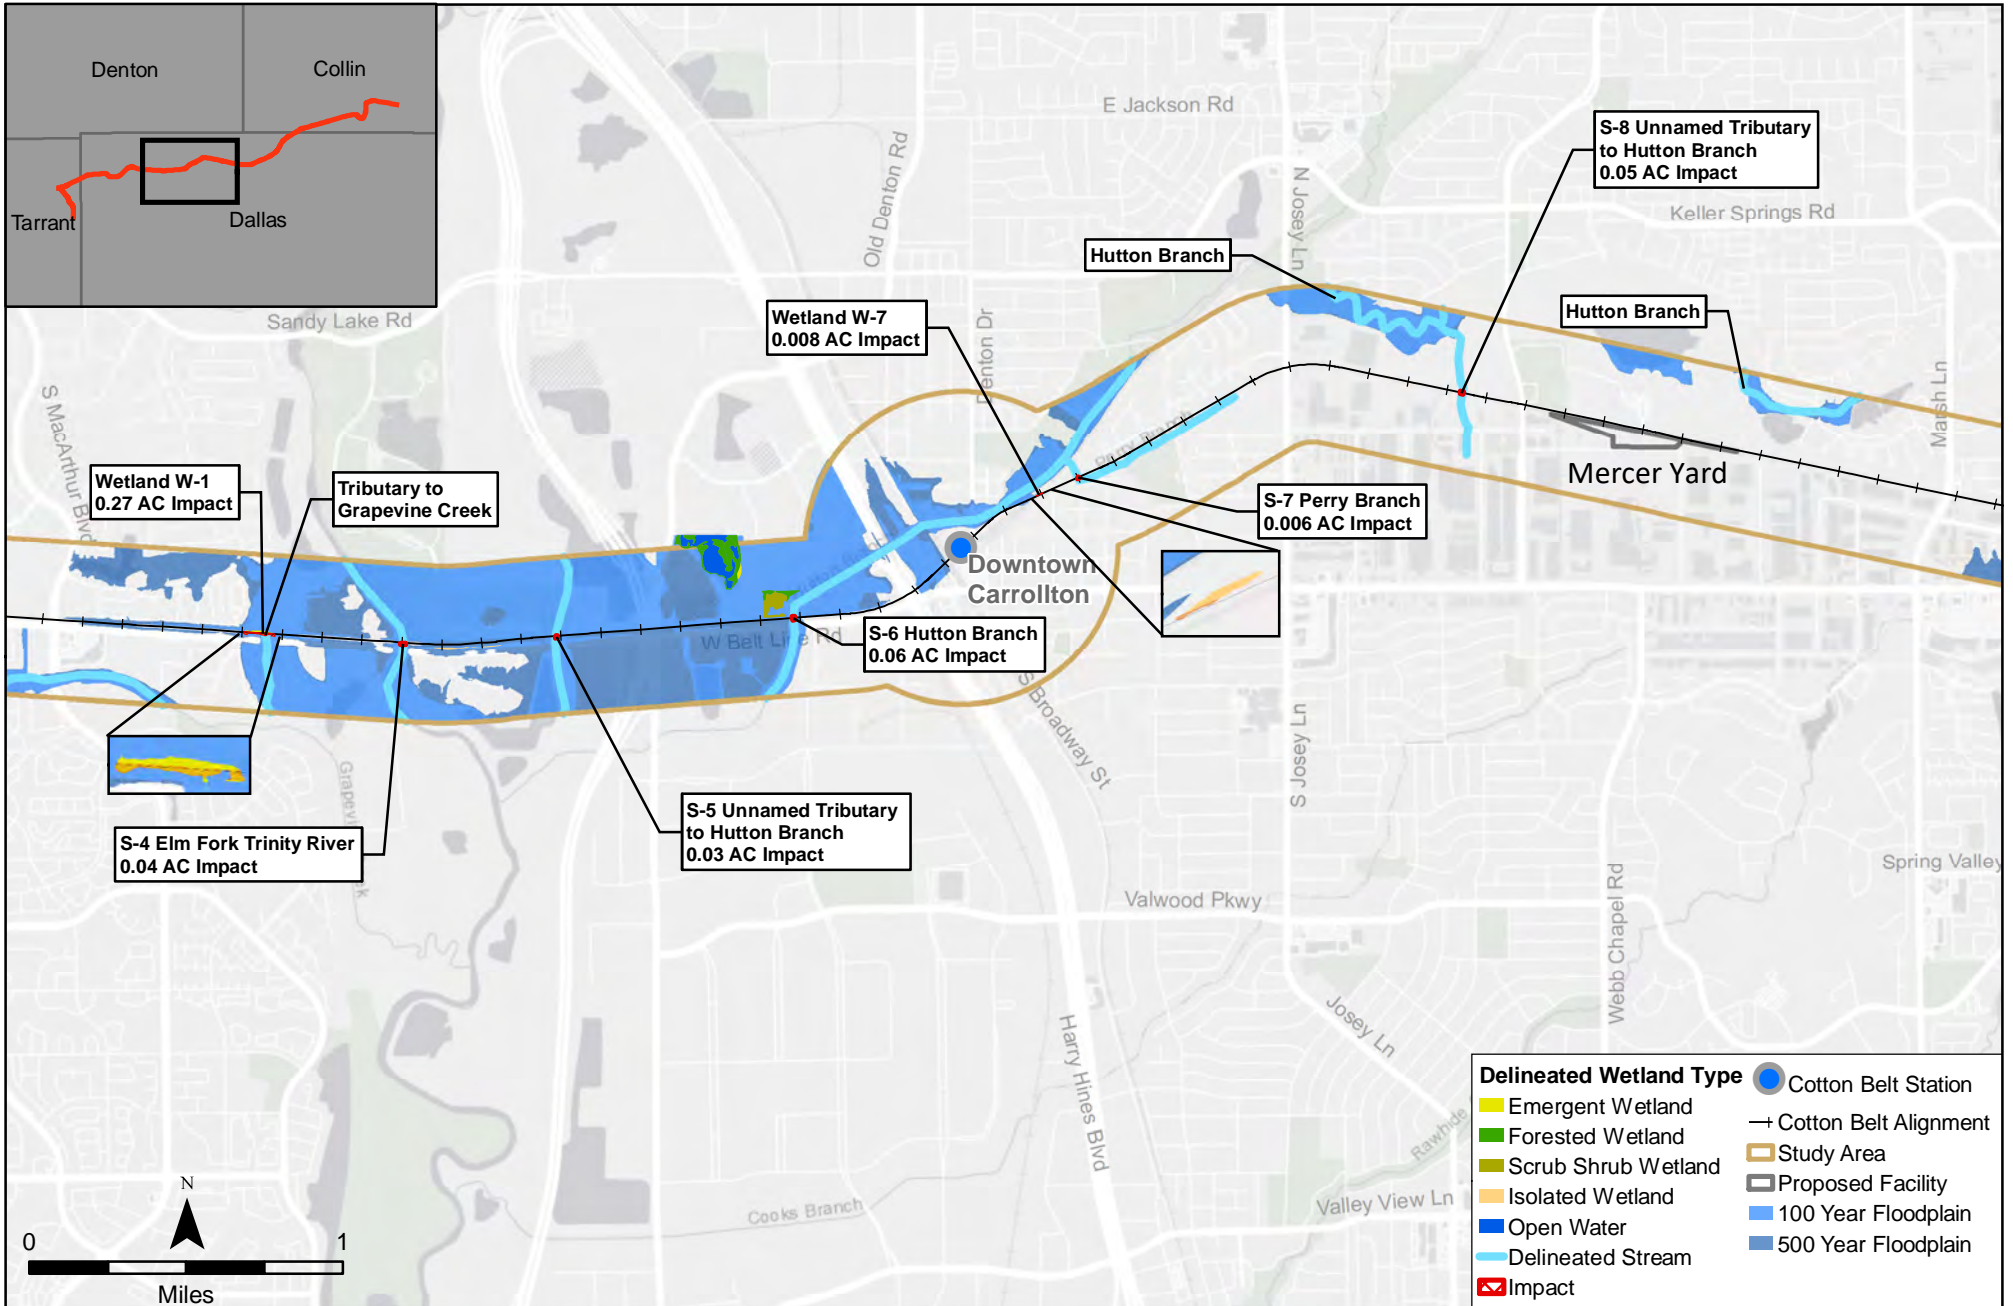 Denton
Collin
Tarrant
Dallas
E Jackson Rd
Old Denton Rd
N Josey Ln
S-8 Unnamed Tributary
to Hutton Branch
0.05 AC Impact
Keller Springs Rd
Hutton Branch
Hutton Branch
Sandy Lake Rd
Wetland W-7
0.008 AC Impact
Denton Dr
S MacArthur Blvd
Marsh Ln
Perry Branch
Wetland W-1
0.27 AC Impact
Tributary to
Grapevine Creek
Mercer Yard
S-7 Perry Branch
0.006 AC Impact
Downtown
Carrollton
W Belt Line Rd
S-6 Hutton Branch
0.06 AC Impact
S Broadway St
S Josey Ln
S-5 Unnamed Tributary
to Hutton Branch
0.03 AC Impact
S-4 Elm Fork Trinity River
0.04 AC Impact
Spring Valley
Valwood Pkwy
Webb Chapel Rd
Josey Ln
Harry Hines Blvd
Rawhide
Valley View Ln
Cooks Branch
N
0 1
Miles
Delineated Wetland Type
Emergent Wetland
Forested Wetland
Scrub Shrub Wetland
Isolated Wetland
Open Water
Delineated Stream
Impact
Cotton Belt Station
Cotton Belt Alignment
Study Area
Proposed Facility
100 Year Floodplain
500 Year Floodplain